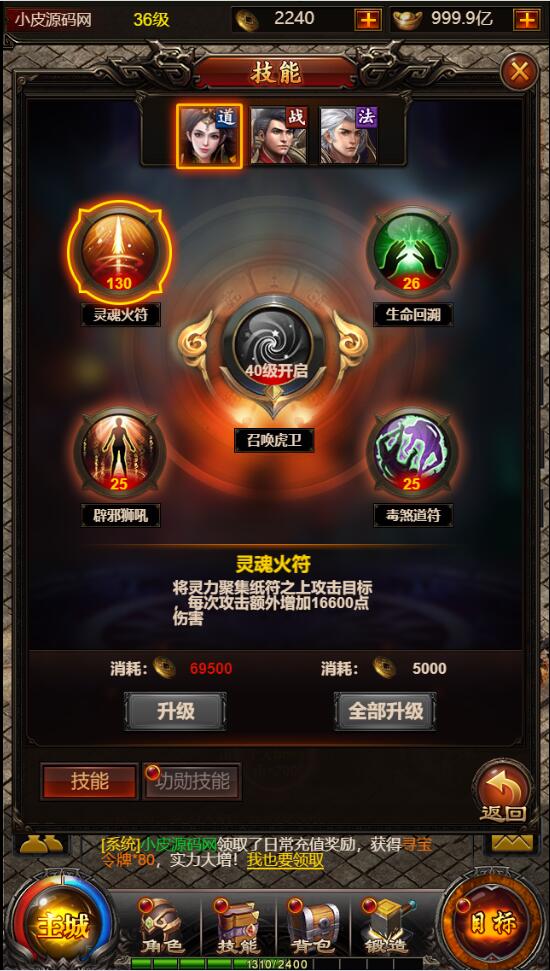 小皮源码网 36级 2240 999.9亿
技能
道 战 法
130 26
灵魂火符 生命回溯
40级开启
召唤虎卫
25 25
辟邪狮吼 毒煞道符
灵魂火符
将灵力聚集纸符之上攻击目标
，每次攻击额外增加16600点
伤害
消耗： 69500 消耗： 5000
升级 全部升级
技能 功勋技能
返回
[系统]小皮源码网领取了日常充值奖励，获得寻宝
令牌*80，实力大增！我也要领取
主城 角色 技能 背包 锻造 目标
1310/2400